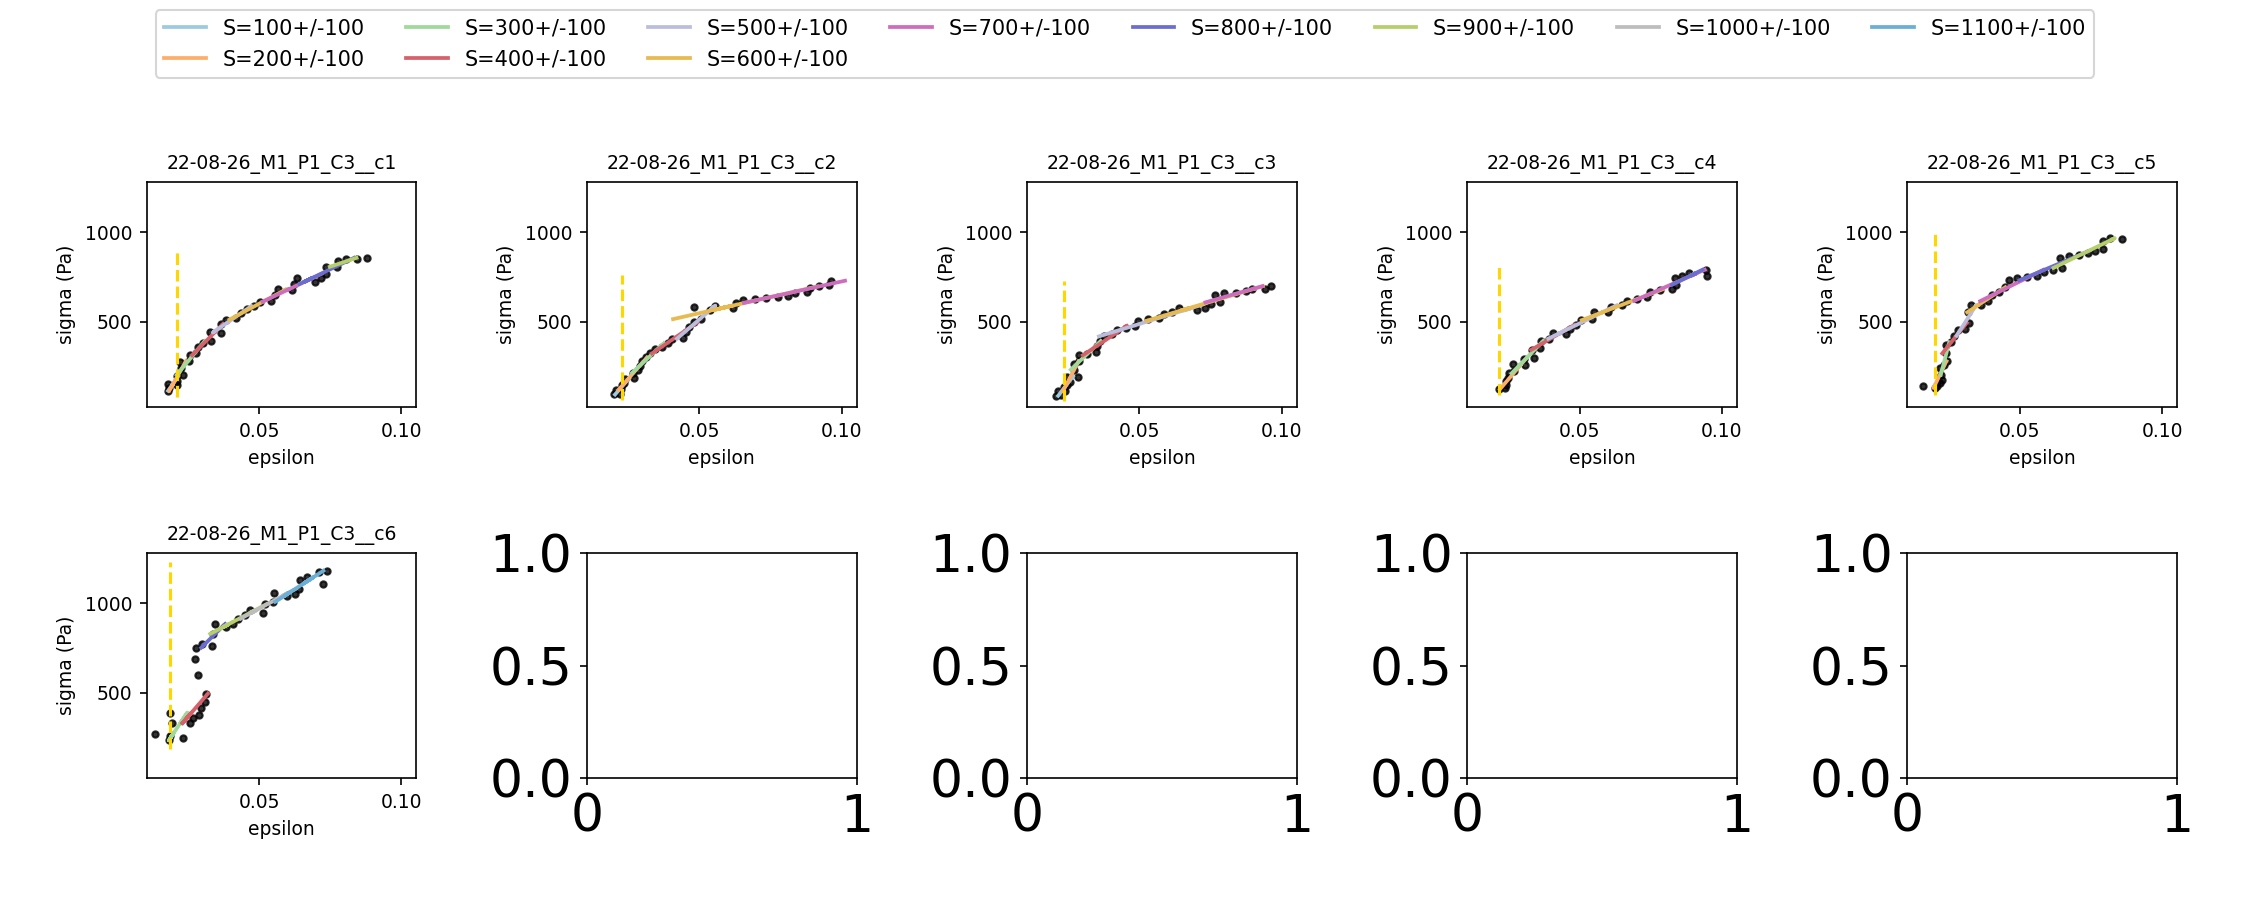 S=100+/-100 S=300+/-100 S=500+/-100 S=700+/-100 S=800+/-100 S=900+/-100 S=1000+/-100 S=1100+/-100
S=200+/-100 S=400+/-100 S=600+/-100
22-08-26_M1_P1_C3__c1 22-08-26_M1_P1_C3__c2 22-08-26_M1_P1_C3__c3 22-08-26_M1_P1_C3__c4 22-08-26_M1_P1_C3__c5
1000 1000 1000 1000 1000
sigma (Pa) sigma (Pa) sigma (Pa) sigma (Pa) sigma (Pa)
500 500 500 500 500
0.05 0.10 0.05 0.10 0.05 0.10 0.05 0.10 0.05 0.10
epsilon epsilon epsilon epsilon epsilon
22-08-26_M1_P1_C3__c6
1.0 1.0 1.0 1.0
1000
sigma (Pa)
0.5 0.5 0.5 0.5
500
0.0 0.0 0.0 0.0
0.05 0.10 0 1 0 1 0 1 0 1
epsilon